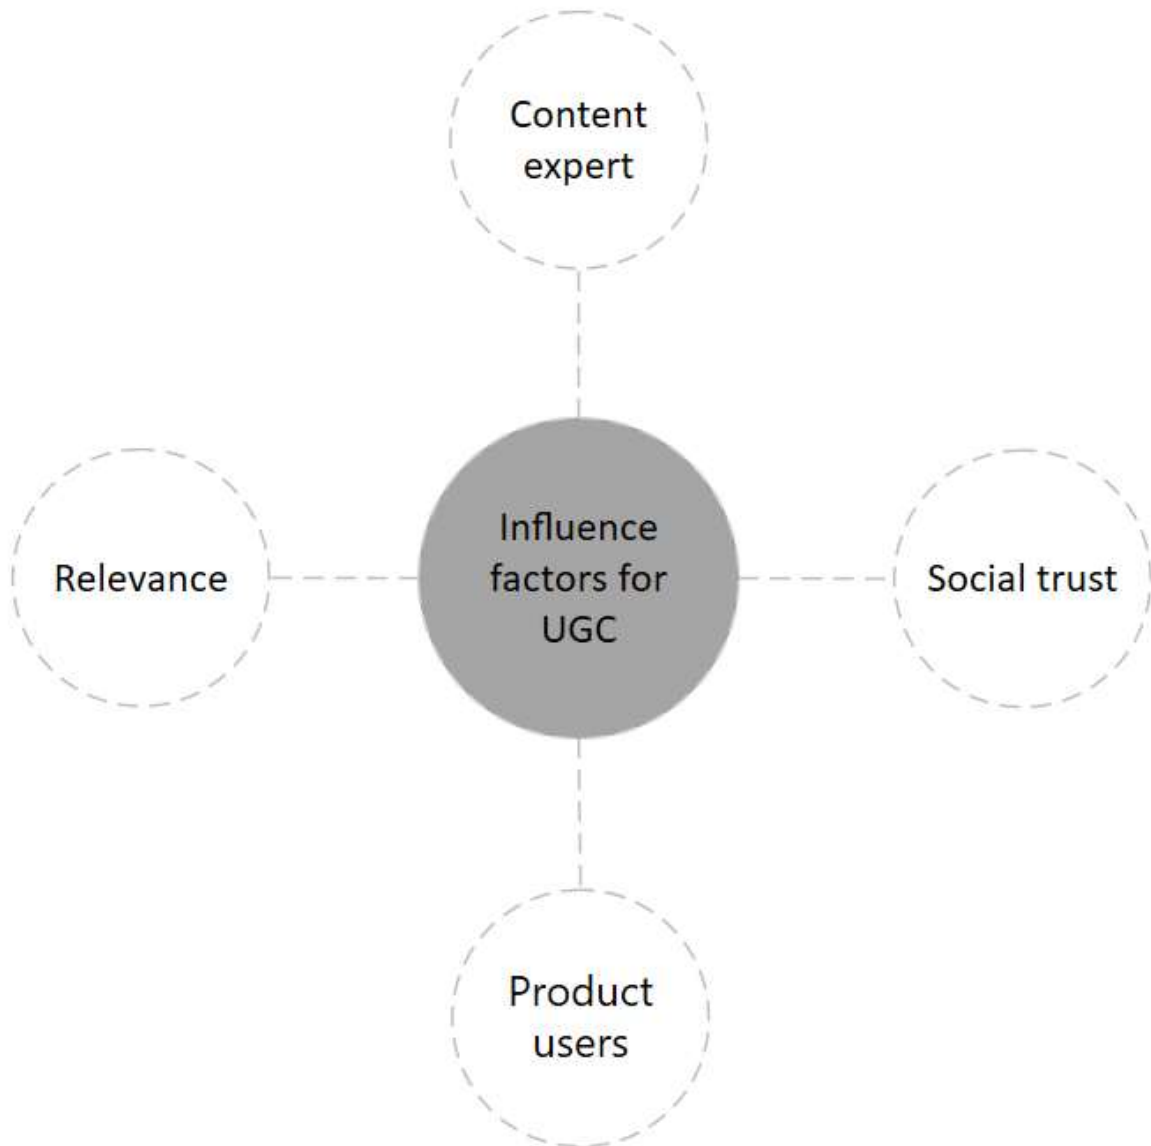 Content
expert
Influence
factors for
UGC
Relevance
Social trust
Product
users